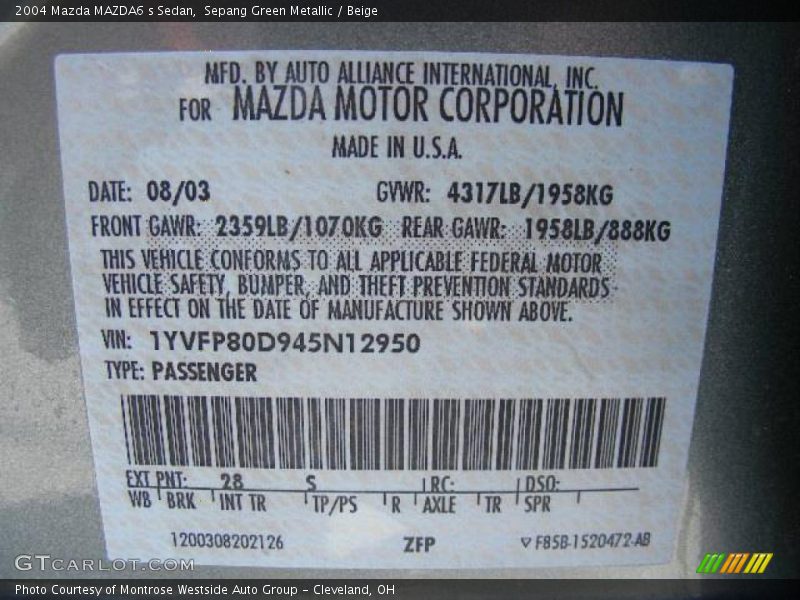 2004 Mazda MAZDA6 s Sedan,  Sepang Green Metallic / Beige
MFD. BY AUTO ALLIANCE INTERNATIONAL, INC.
FOR MAZDA MOTOR CORPORATION
MADE IN U.S.A.
DATE: 08/03 GVWR: 4317LB/1958KG
FRONT GAWR: 2359LB/1070KG REAR GAWR: 1958LB/888KG
THIS VEHICLE CONFORMS TO ALL APPLICABLE FEDERAL MOTOR
VEHICLE SAFETY, BUMPER, AND THEFT PREVENTION STANDARDS
IN EFFECT ON THE DATE OF MANUFACTURE SHOWN ABOVE.
VIN: 1YVFP80D945N12950
TYPE: PASSENGER
EXT PNT: 28 S RC: DSO:
WB BRK INT TR TP/PS R AXLE TR SPR
1200308202126 ZFP F85B-1520472-AB
GTCARLOT.COM
Photo Courtesy of Montrose Westside Auto Group - Cleveland, OH